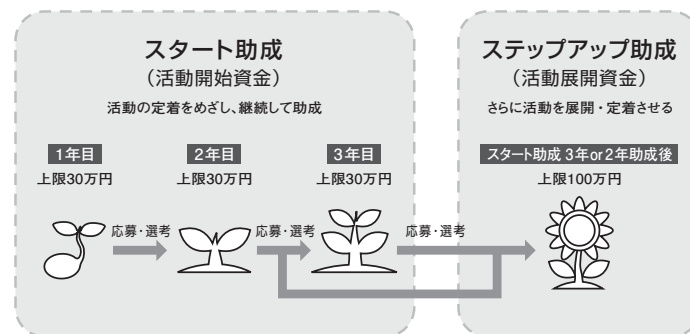 スタート助成
（活動開始資金）
活動の定着をめざし、継続して助成
1年目
上限30万円
2年目
上限30万円
3年目
上限30万円
応募・選考
応募・選考
応募・選考
ステップアップ助成
（活動展開資金）
さらに活動を展開・定着させる
スタート助成 3年or2年助成後
上限100万円